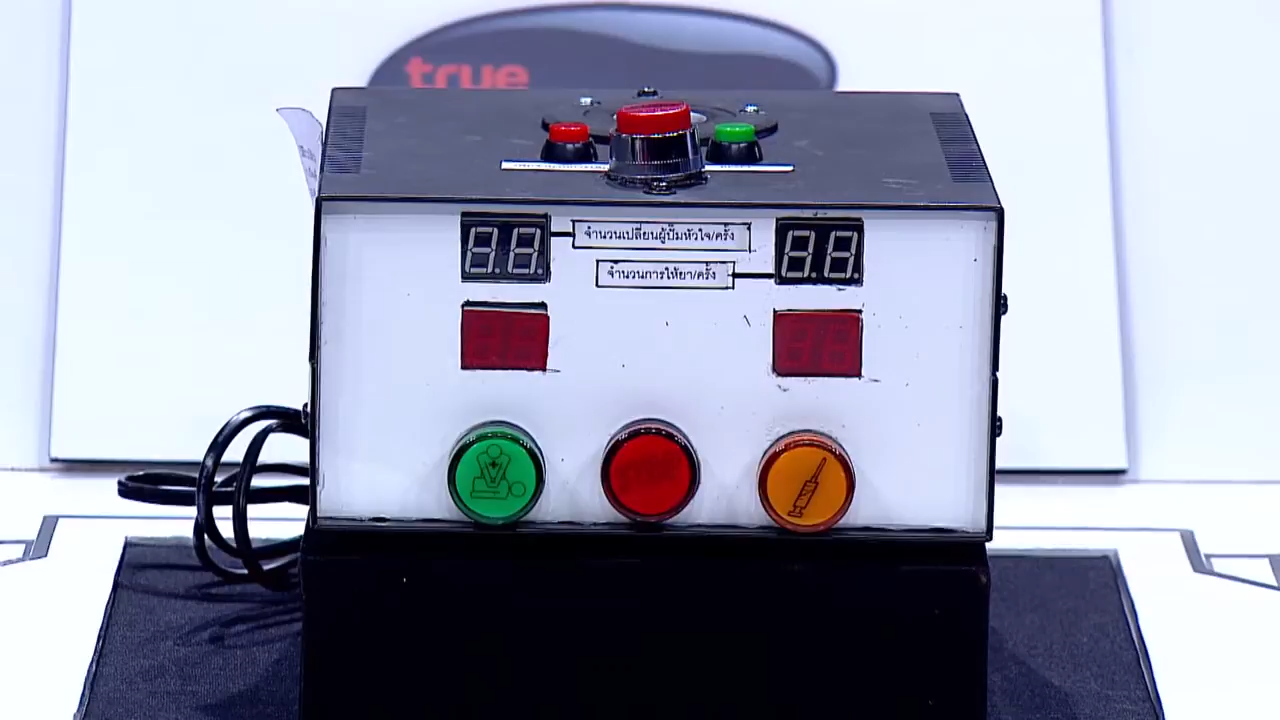 true
จำนวนเปลี่ยนผู้ปั๊มหัวใจ/ครั้ง
จำนวนการให้ยา/ครั้ง